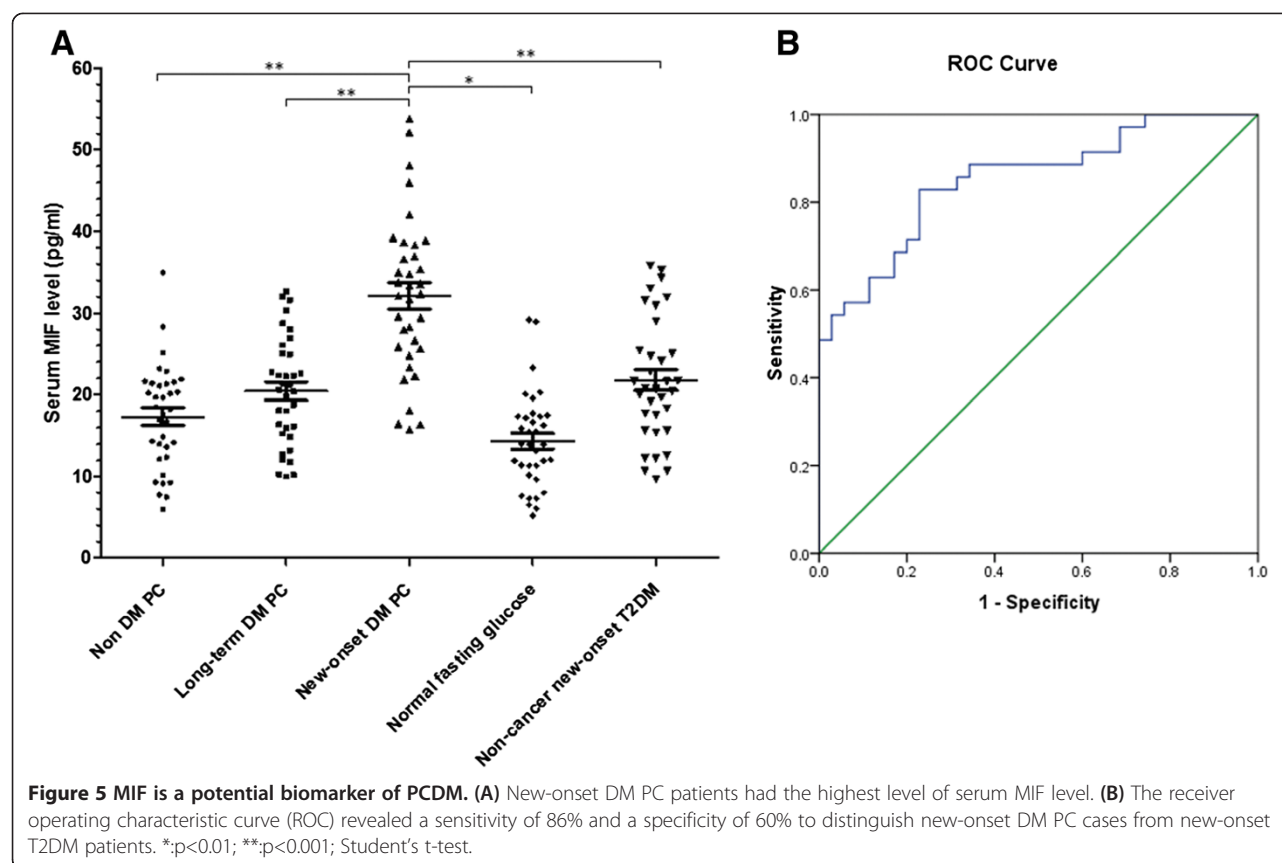 A
B
**
**
*
**
ROC Curve
Serum MIF level (pg/ml)
60
50
40
30
20
10
0
Non DM PC
Long-term DM PC
New-onset DM PC
Normal fasting glucose
Non-cancer new-onset T2DM
Sensitivity
1.0
0.8
0.6
0.4
0.2
0.0
0.0 0.2 0.4 0.6 0.8 1.0
1 - Specificity
Figure 5 MIF is a potential biomarker of PCDM. (A) New-onset DM PC patients had the highest level of serum MIF level. (B) The receiver
operating characteristic curve (ROC) revealed a sensitivity of 86% and a specificity of 60% to distinguish new-onset DM PC cases from new-onset
T2DM patients. *:p<0.01; **:p<0.001; Student's t-test.